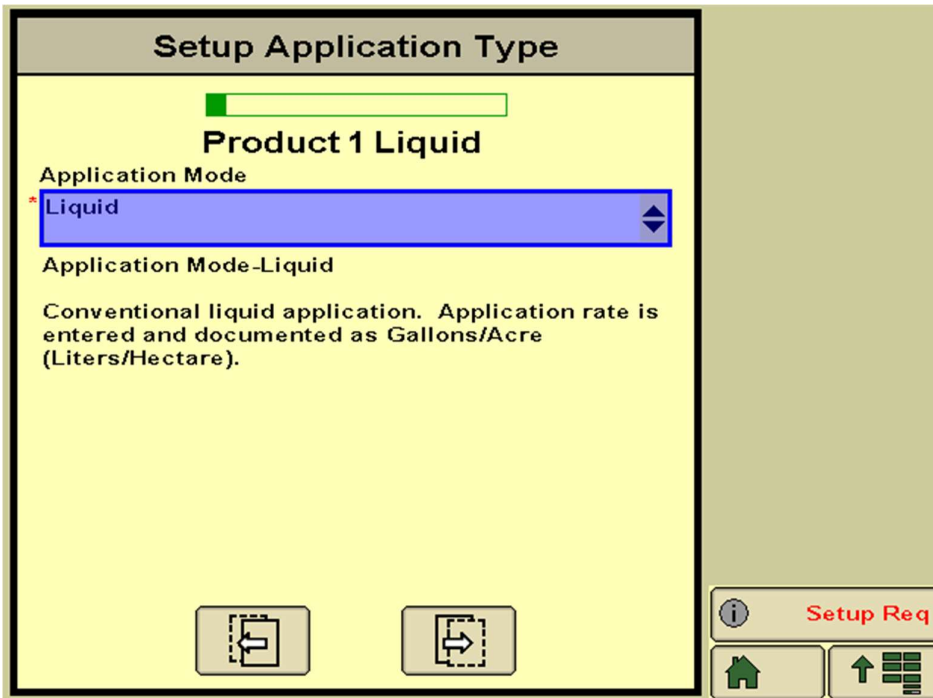 Setup Application Type
Product 1 Liquid
Application Mode
* Liquid
Application Mode-Liquid
Conventional liquid application. Application rate is
entered and documented as Gallons/Acre
(Liters/Hectare).
i Setup Req